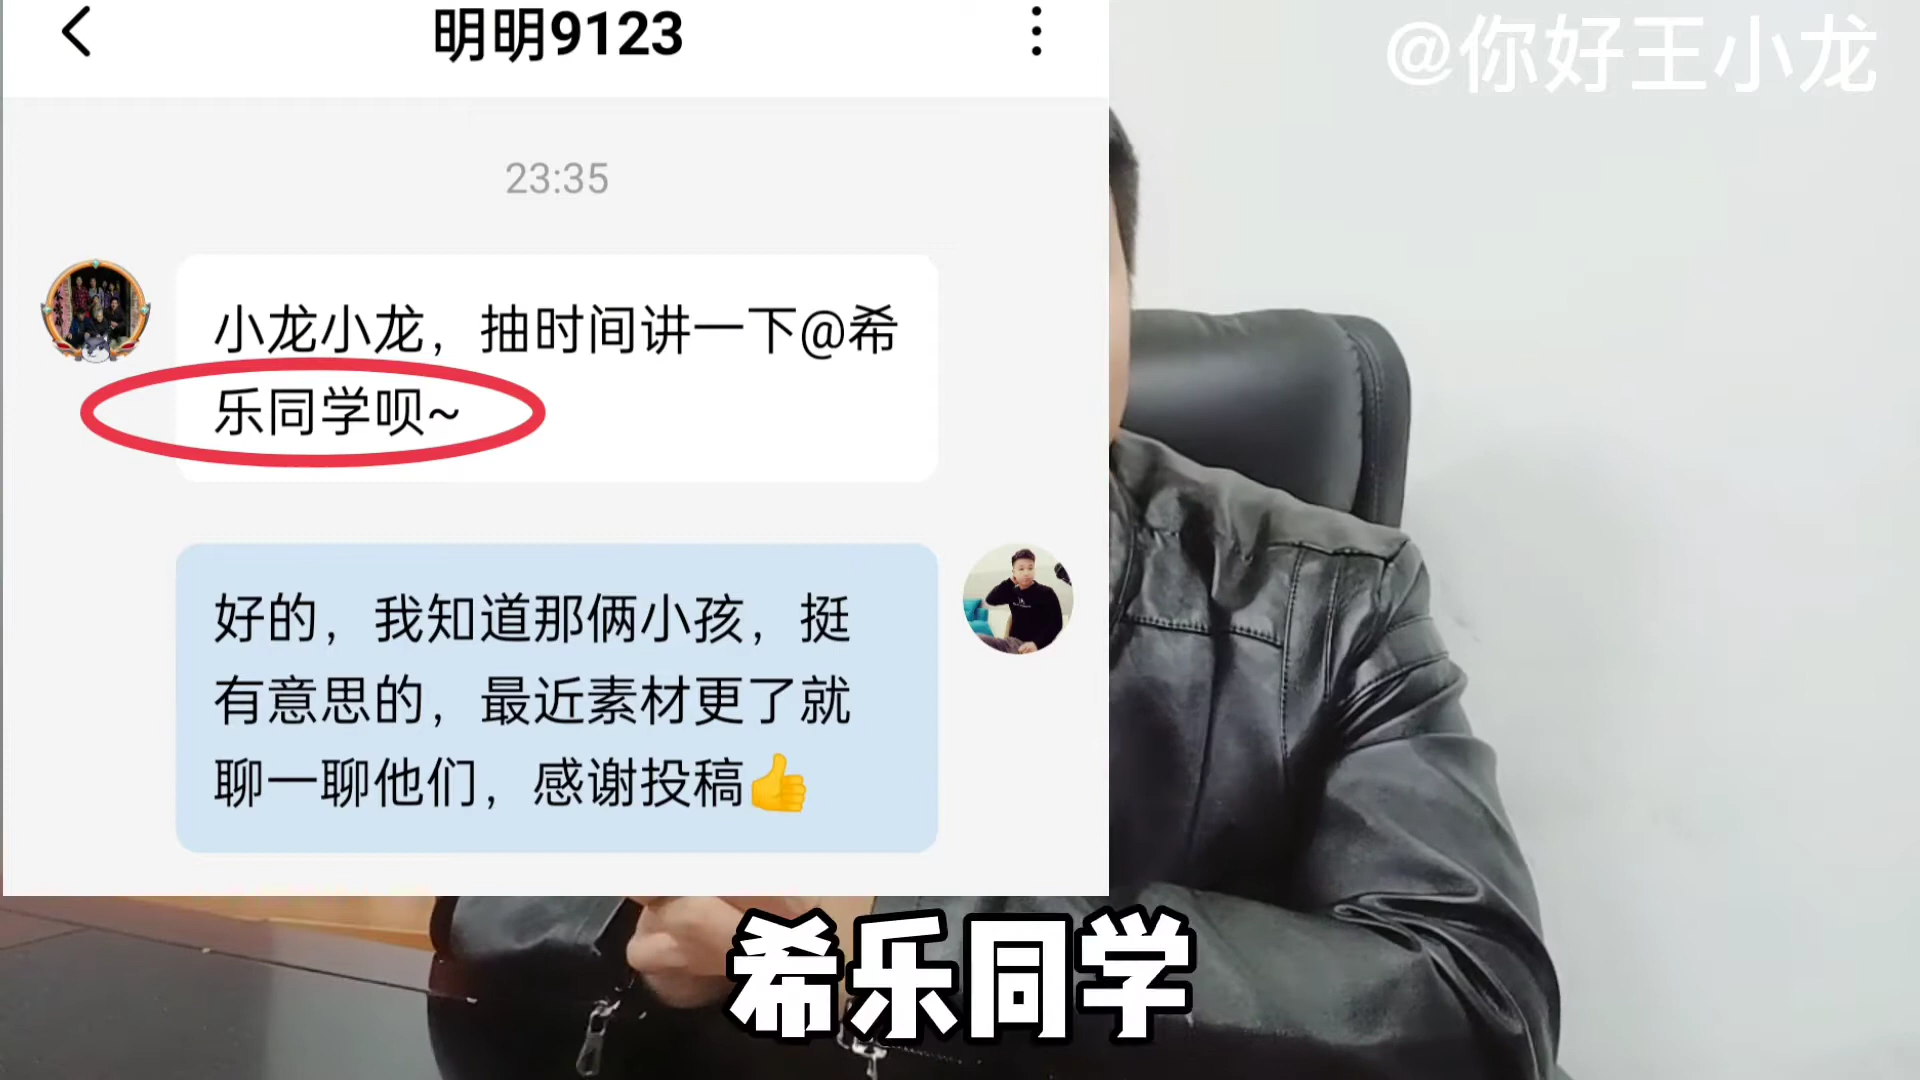 明明9123
@你好王小龙
23:35
小龙小龙，抽时间讲一下@希
乐同学呗~
好的，我知道那俩小孩，挺
有意思的，最近素材更了就
聊一聊他们，感谢投稿👍
希乐同学